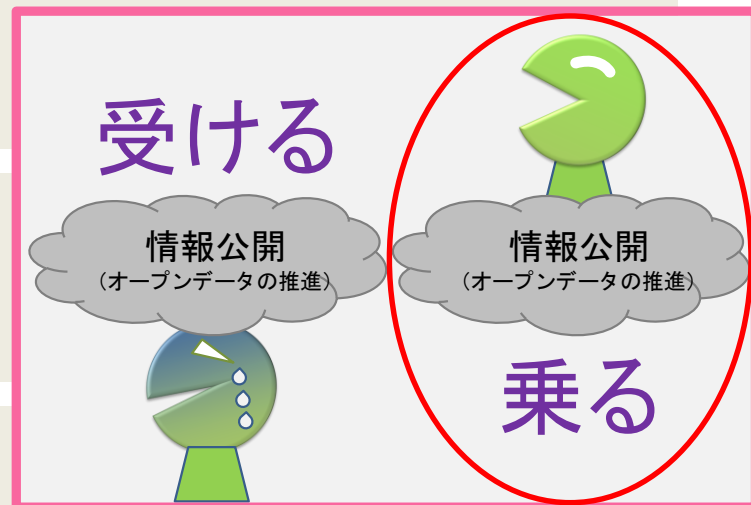 受ける
情報公開
（オープンデータの推進）
情報公開
（オープンデータの推進）
乗る